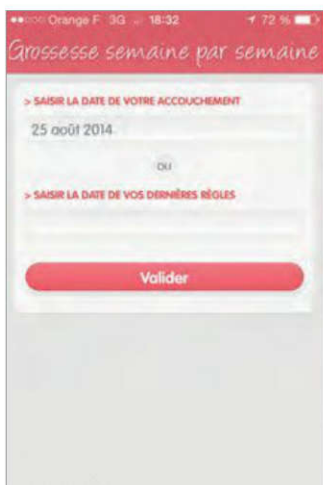 Orange F 3G 18:32 72 %
Grossesse semaine par semaine
> SAISIR LA DATE DE VOTRE ACCOUCHEMENT
25 août 2014
OU
> SAISIR LA DATE DE VOS DERNIÈRES RÈGLES
Valider